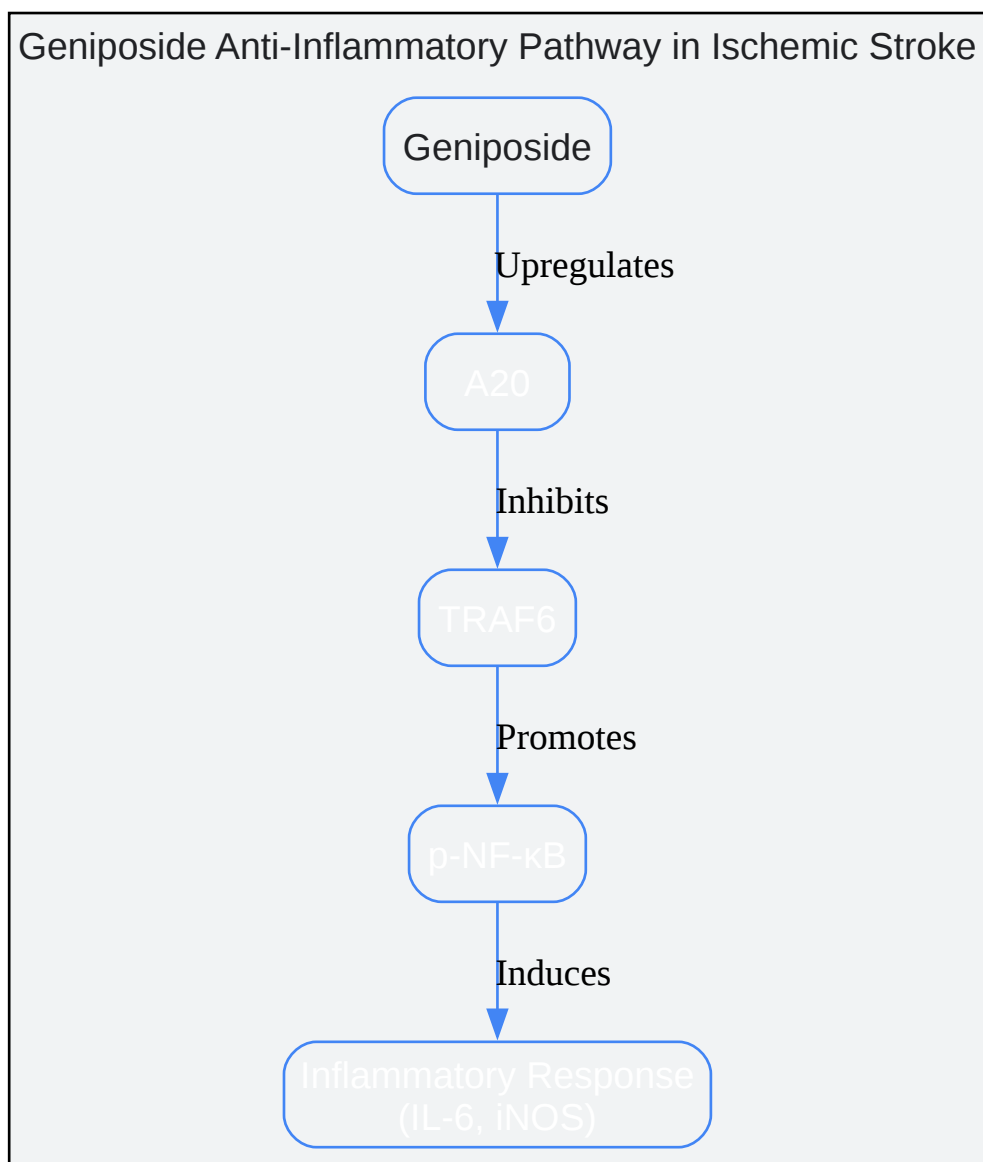 Geniposide Anti-Inflammatory Pathway in Ischemic Stroke
Geniposide
Upregulates
A20
Inhibits
TRAF6
Promotes
p-NF-κB
Induces
Inflammatory Response
(IL-6, iNOS)